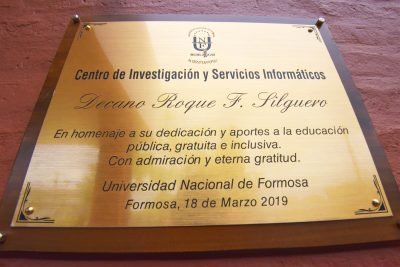 Centro de Investigación y Servicios Informáticos
Decano Roque F. Silguero
En homenaje a su dedicación y aportes a la educación
pública, gratuita e inclusiva.
Con admiración y eterna gratitud.
Universidad Nacional de Formosa
Formosa, 18 de Marzo 2019